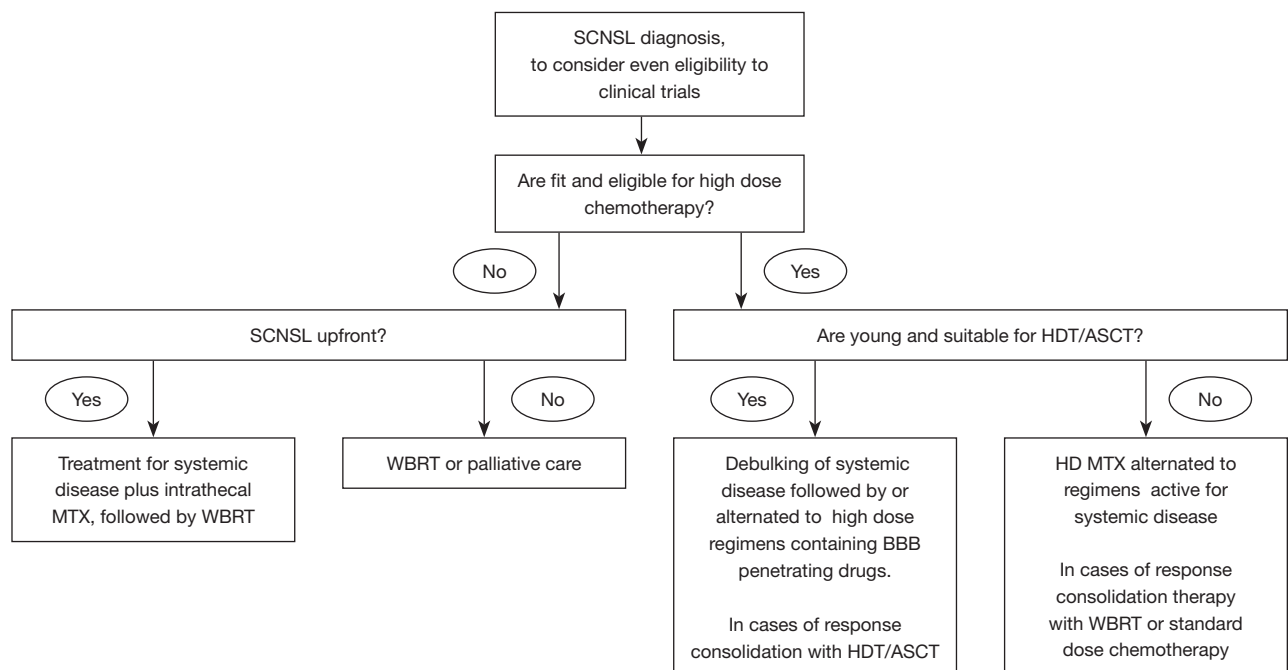 SCNSL diagnosis,
to consider even eligibility to
clinical trials
Are fit and eligible for high dose
chemotherapy?
No
Yes
SCNSL upfront?
Are young and suitable for HDT/ASCT?
Yes
No
Yes
No
Treatment for systemic
disease plus intrathecal
MTX, followed by WBRT
WBRT or palliative care
Debulking of systemic
disease followed by or
alternated to high dose
regimens containing BBB
penetrating drugs.
In cases of response
consolidation with HDT/ASCT
HD MTX alternated to
regimens active for
systemic disease
In cases of response
consolidation therapy
with WBRT or standard
dose chemotherapy